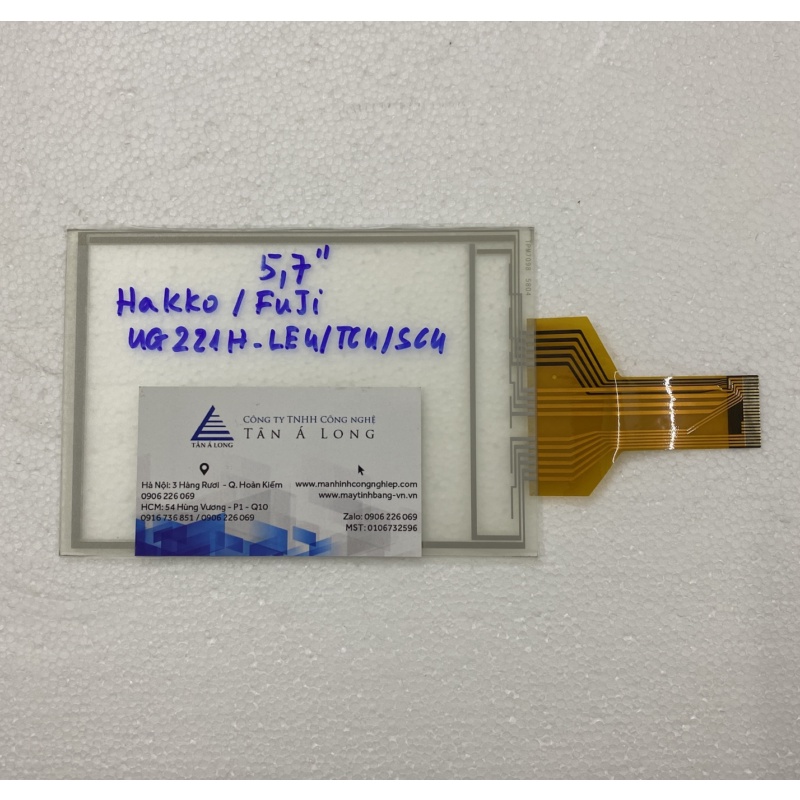 5,7"
Hakko / FuJi
UG221H-LE4/TC4/SC4
CÔNG TY TNHH CÔNG NGHỆ
TÂN Á LONG
TÂN Á LONG
Hà Nội: 3 Hàng Rươi - Q. Hoàn Kiếm
0906 226 069
HCM: 54 Hùng Vương - P1 - Q10
0916 736 851 / 0906 226 069
www.manhinhcongnghiep.com
www.maytinhbang-vn.vn
Zalo: 0906 226 069
MST: 0106732596